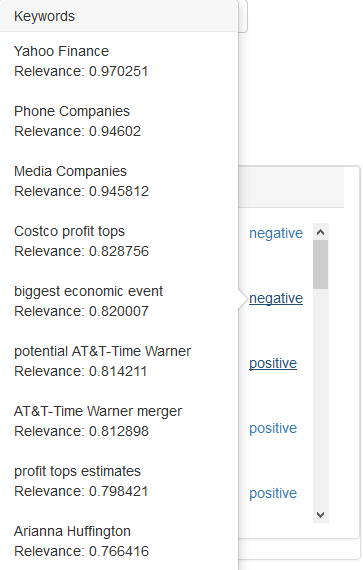 Keywords
Yahoo Finance
Relevance: 0.970251
Phone Companies
Relevance: 0.94602
Media Companies
Relevance: 0.945812
Costco profit tops
Relevance: 0.828756
biggest economic event
Relevance: 0.820007
potential AT&T-Time Warner
Relevance: 0.814211
AT&T-Time Warner merger
Relevance: 0.812898
profit tops estimates
Relevance: 0.798421
Arianna Huffington
Relevance: 0.766416
negative
negative
positive
positive
positive